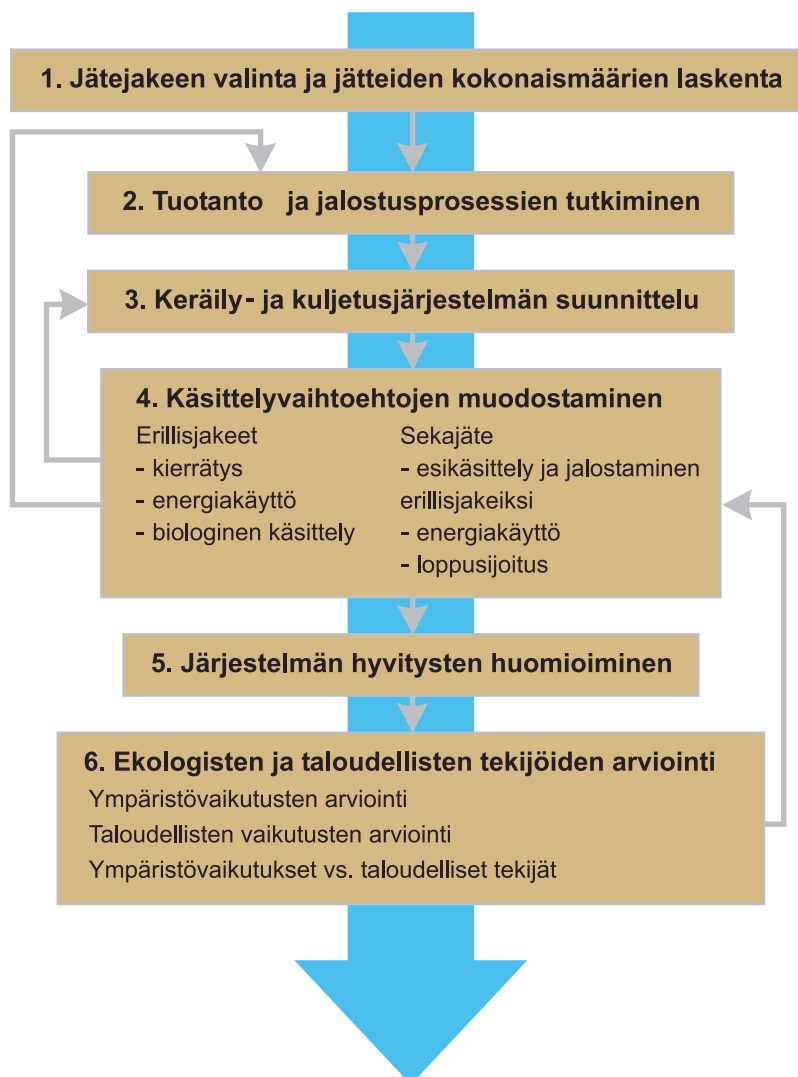 1. Jätejakeen valinta ja jätteiden kokonaismäärien laskenta
2. Tuotanto ja jalostusprosessien tutkiminen
3. Keräily- ja kuljetusjärjestelmän suunnittelu
4. Käsittelyvaihtoehtojen muodostaminen
Erillisjakeet
- kierrätys
- energiakäyttö
- biologinen käsittely
Sekajäte
- esikäsittely ja jalostaminen
erillisjakeiksi
- energiakäyttö
- loppusijoitus
5. Järjestelmän hyvitysten huomioiminen
6. Ekologisten ja taloudellisten tekijöiden arviointi
Ympäristövaikutusten arviointi
Taloudellisten vaikutusten arviointi
Ympäristövaikutukset vs. taloudelliset tekijät